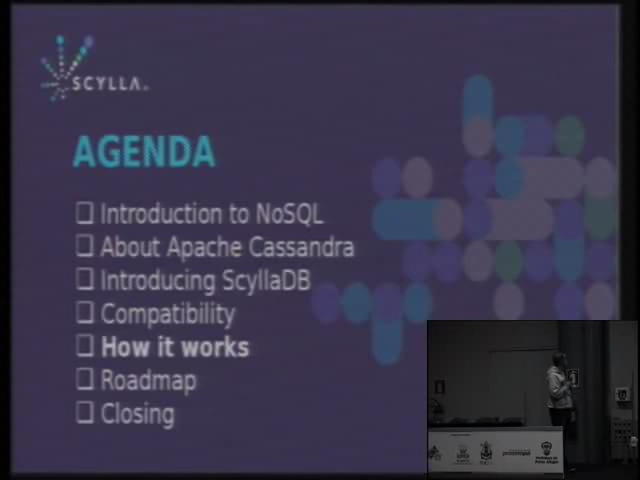 SCYLLA.
AGENDA
❑ Introduction to NoSQL
❑ About Apache Cassandra
❑ Introducing ScyllaDB
❑ Compatibility
❑ How it works
❑ Roadmap
❑ Closing